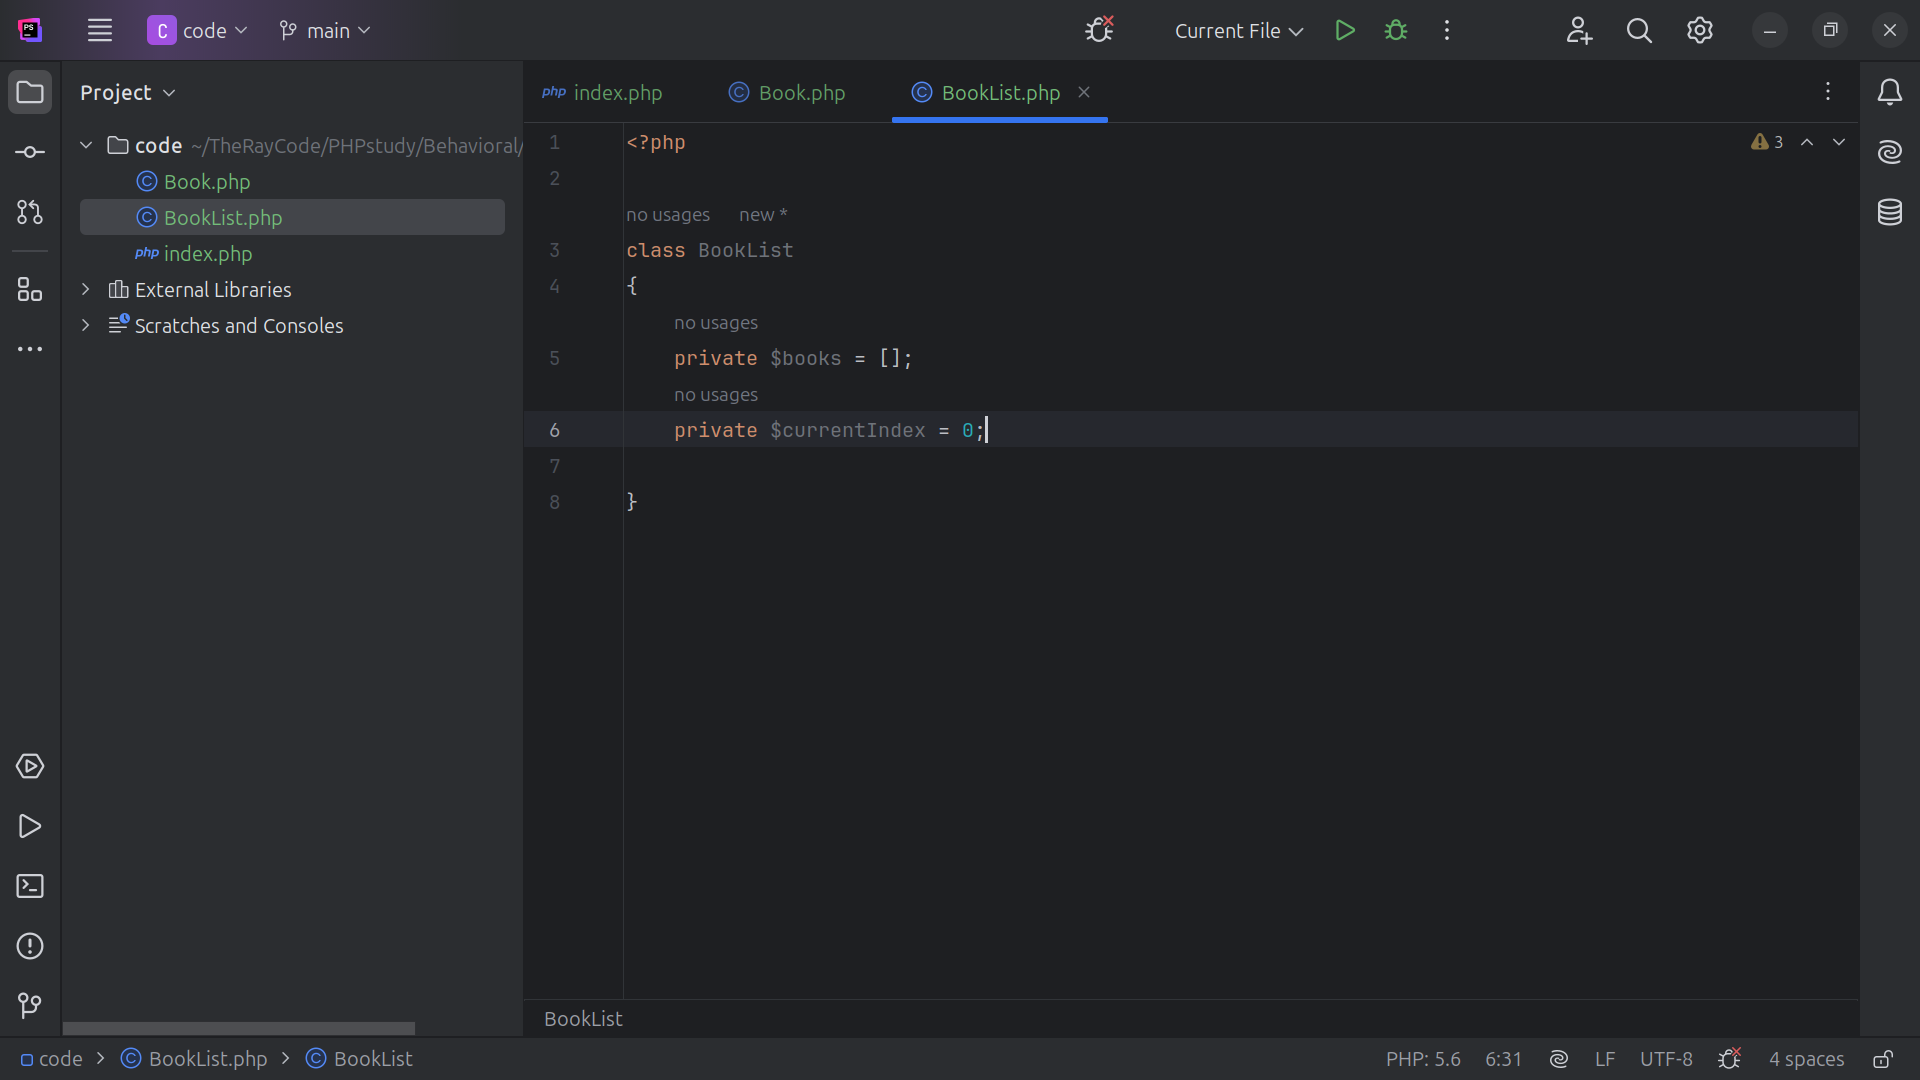 PS
C code main Current File
Project
code ~/TheRayCode/PHPstudy/Behavioral/
Book.php
BookList.php
php index.php
External Libraries
Scratches and Consoles
php index.php
Book.php
BookList.php
3
1 <?php
2
no usages new *
3 class BookList
4 {
no usages
5 private $books = [];
no usages
6 private $currentIndex = 0;
7
8 }
BookList
code > BookList.php > BookList
PHP: 5.6 6:31 LF UTF-8 4 spaces